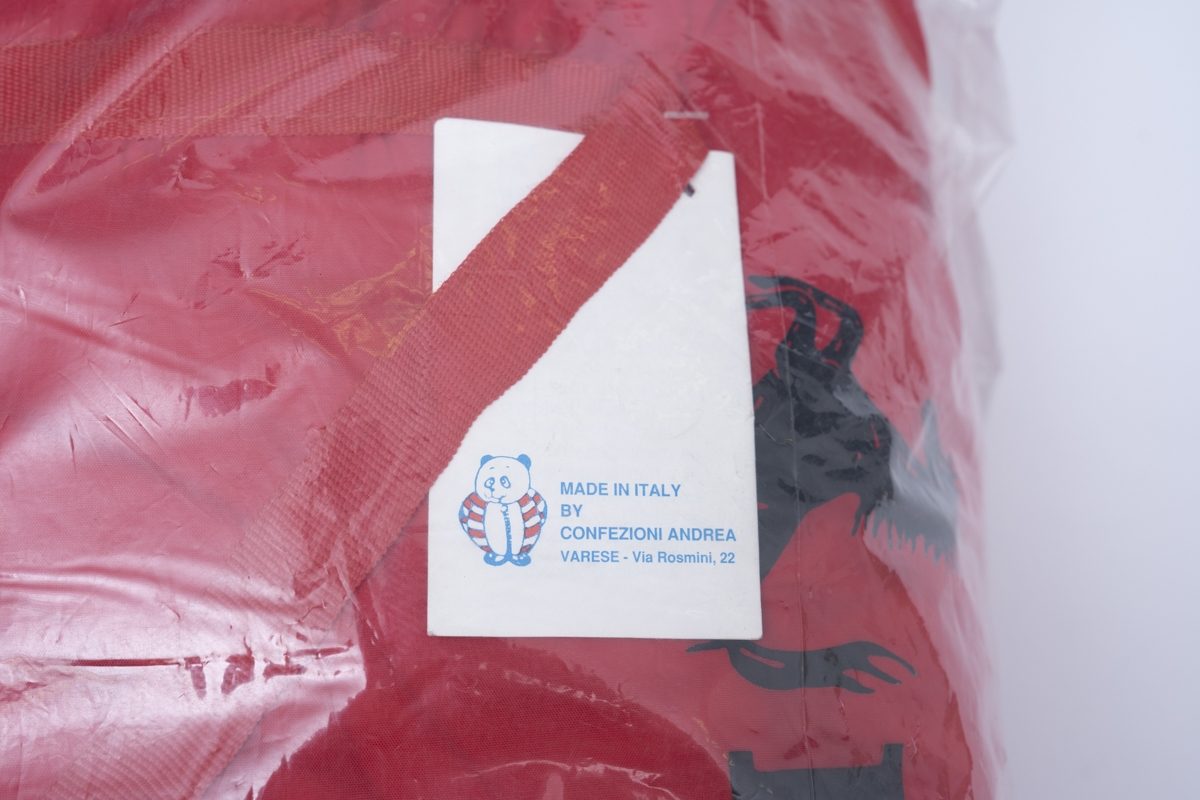 MADE IN ITALY
BY
CONFEZIONI ANDREA
VARESE - Via Rosmini, 22